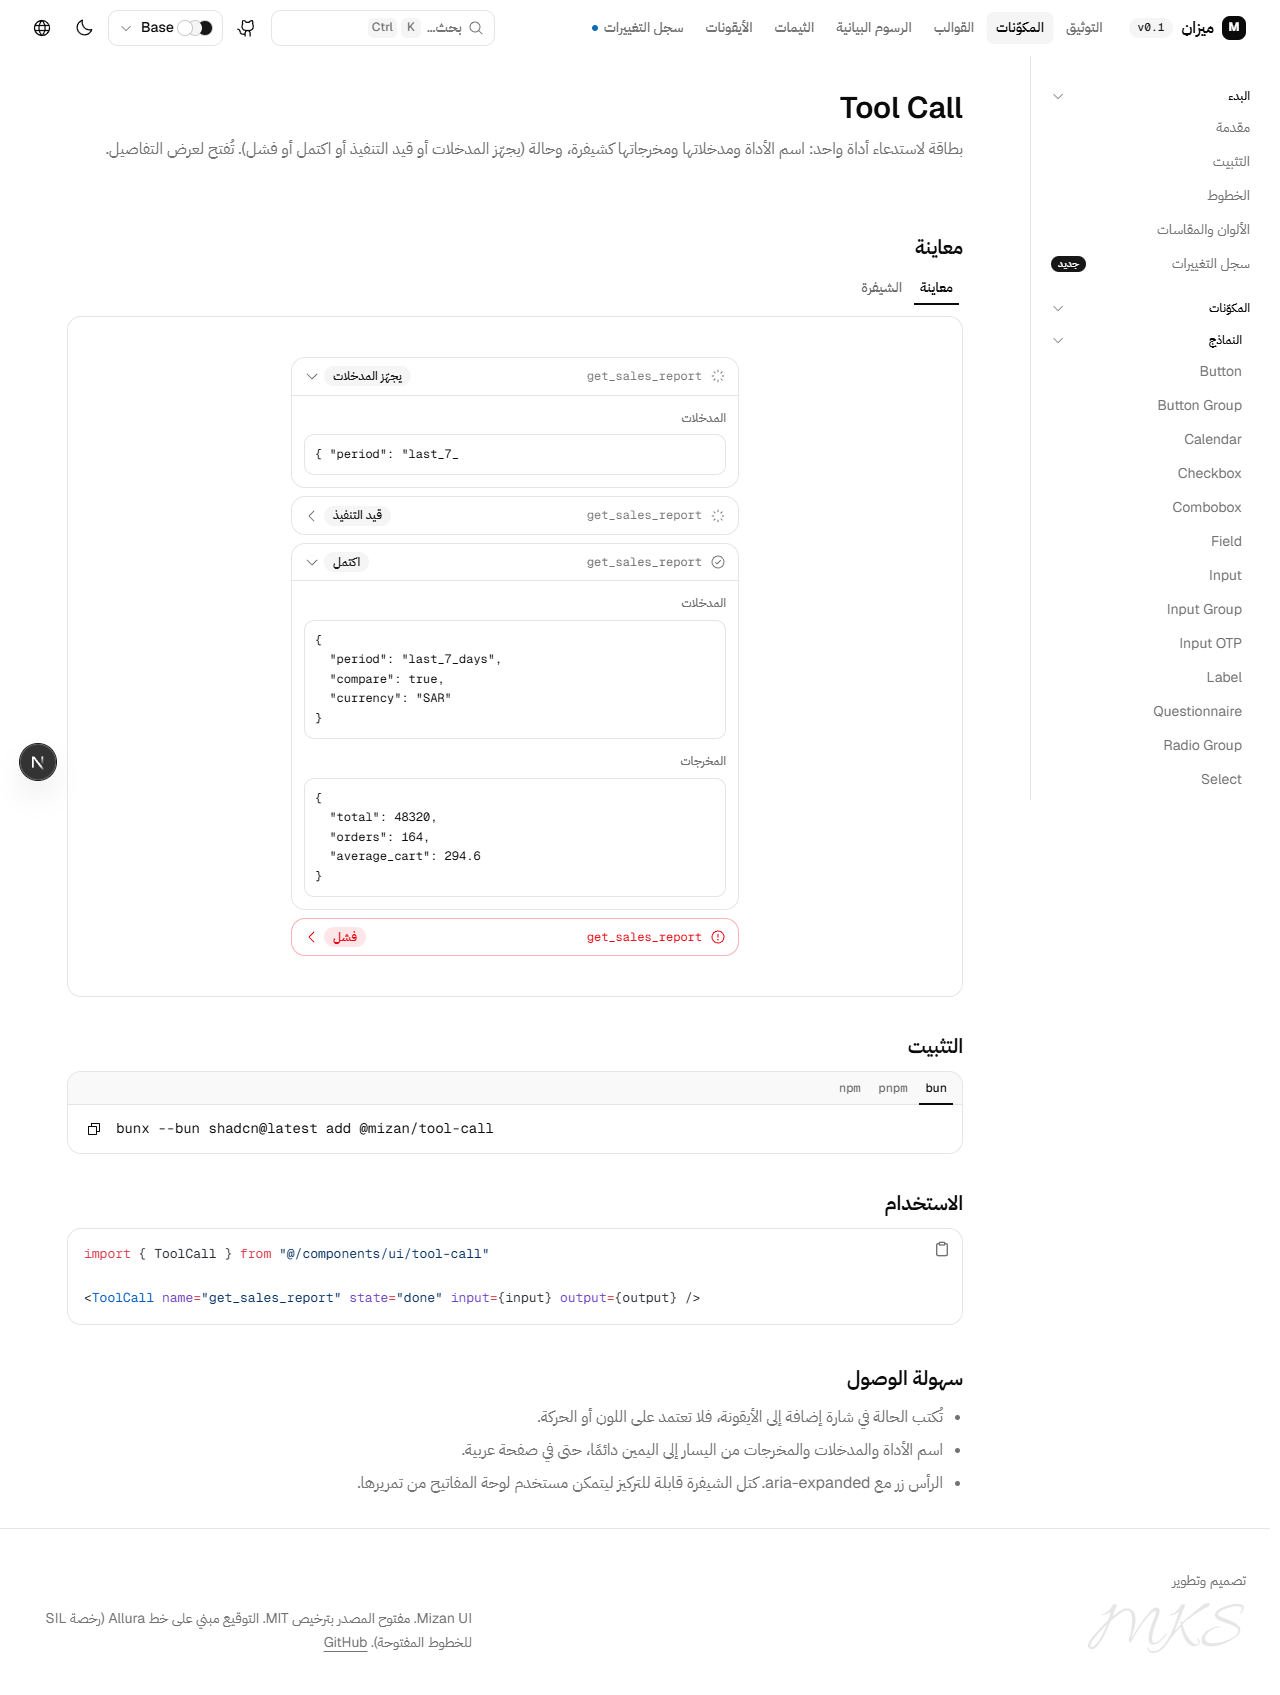 M ميزان v0.1 التوثيق المكوّنات القوالب الرسوم البيانية الثيمات الأيقونات سجل التغييرات بحث... Ctrl K Base
البدء
مقدمة
التثبيت
الخطوط
الألوان والمقاسات
سجل التغييرات جديد
المكوّنات
النماذج
Button
Button Group
Calendar
Checkbox
Combobox
Field
Input
Input Group
Input OTP
Label
Questionnaire
Radio Group
Select
Tool Call
بطاقة لاستدعاء أداة واحد: اسم الأداة ومدخلاتها ومخرجاتها كشيفرة، وحالة (يجهّز المدخلات أو قيد التنفيذ أو اكتمل أو فشل). تُفتح لعرض التفاصيل.
معاينة
معاينة الشيفرة
get_sales_report يجهّز المدخلات
المدخلات
{ "period": "last_7_
get_sales_report قيد التنفيذ
get_sales_report اكتمل
المدخلات
{
"period": "last_7_days",
"compare": true,
"currency": "SAR"
}
المخرجات
{
"total": 48320,
"orders": 164,
"average_cart": 294.6
}
get_sales_report فشل
التثبيت
bun pnpm npm
bunx --bun shadcn@latest add @mizan/tool-call
الاستخدام
import { ToolCall } from "@/components/ui/tool-call"
<ToolCall name="get_sales_report" state="done" input={input} output={output} />
سهولة الوصول
• تُكتب الحالة في شارة إضافة إلى الأيقونة، فلا تعتمد على اللون أو الحركة.
• اسم الأداة والمدخلات والمخرجات من اليسار إلى اليمين دائمًا، حتى في صفحة عربية.
• الرأس زر مع aria-expanded. كتل الشيفرة قابلة للتركيز ليتمكن مستخدم لوحة المفاتيح من تمريرها.
تصميم وتطوير
MKS
Mizan UI. مفتوح المصدر بترخيص MIT. التوقيع مبني على خط Allura (رخصة SIL
للخطوط المفتوحة). GitHub
N